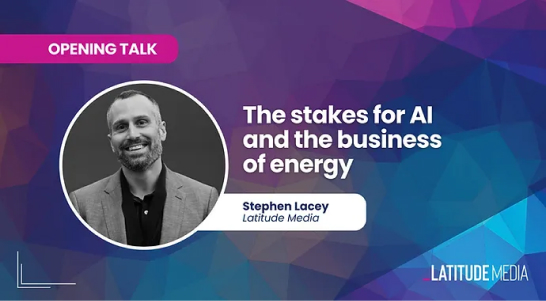 OPENING TALK
The stakes for AI
and the business
of energy
Stephen Lacey
Latitude Media
LATITUDE MEDIA